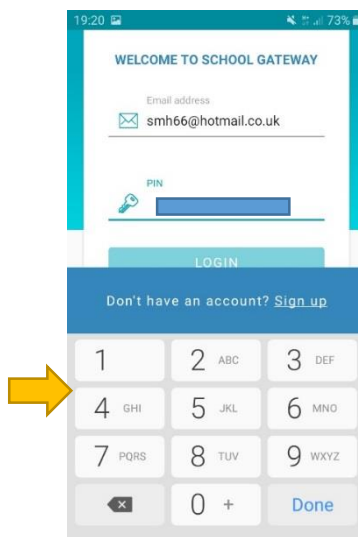 19:20 73%
WELCOME TO SCHOOL GATEWAY
Email address
smh66@hotmail.co.uk
PIN
LOGIN
Don't have an account? Sign up
1 2 ABC 3 DEF
4 GHI 5 JKL 6 MNO
7 PQRS 8 TUV 9 WXYZ
0 + Done